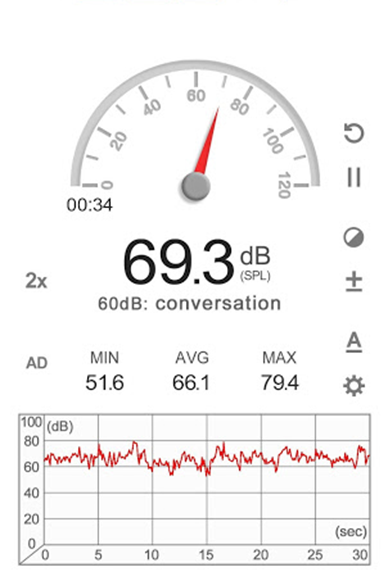 0 20 40 60 80 100 120
00:34
69.3 dB
(SPL)
2x
60dB: conversation
A
AD
MIN AVG MAX
51.6 66.1 79.4
100 (dB)
80
60
40
20
0
(sec)
0 5 10 15 20 25 30